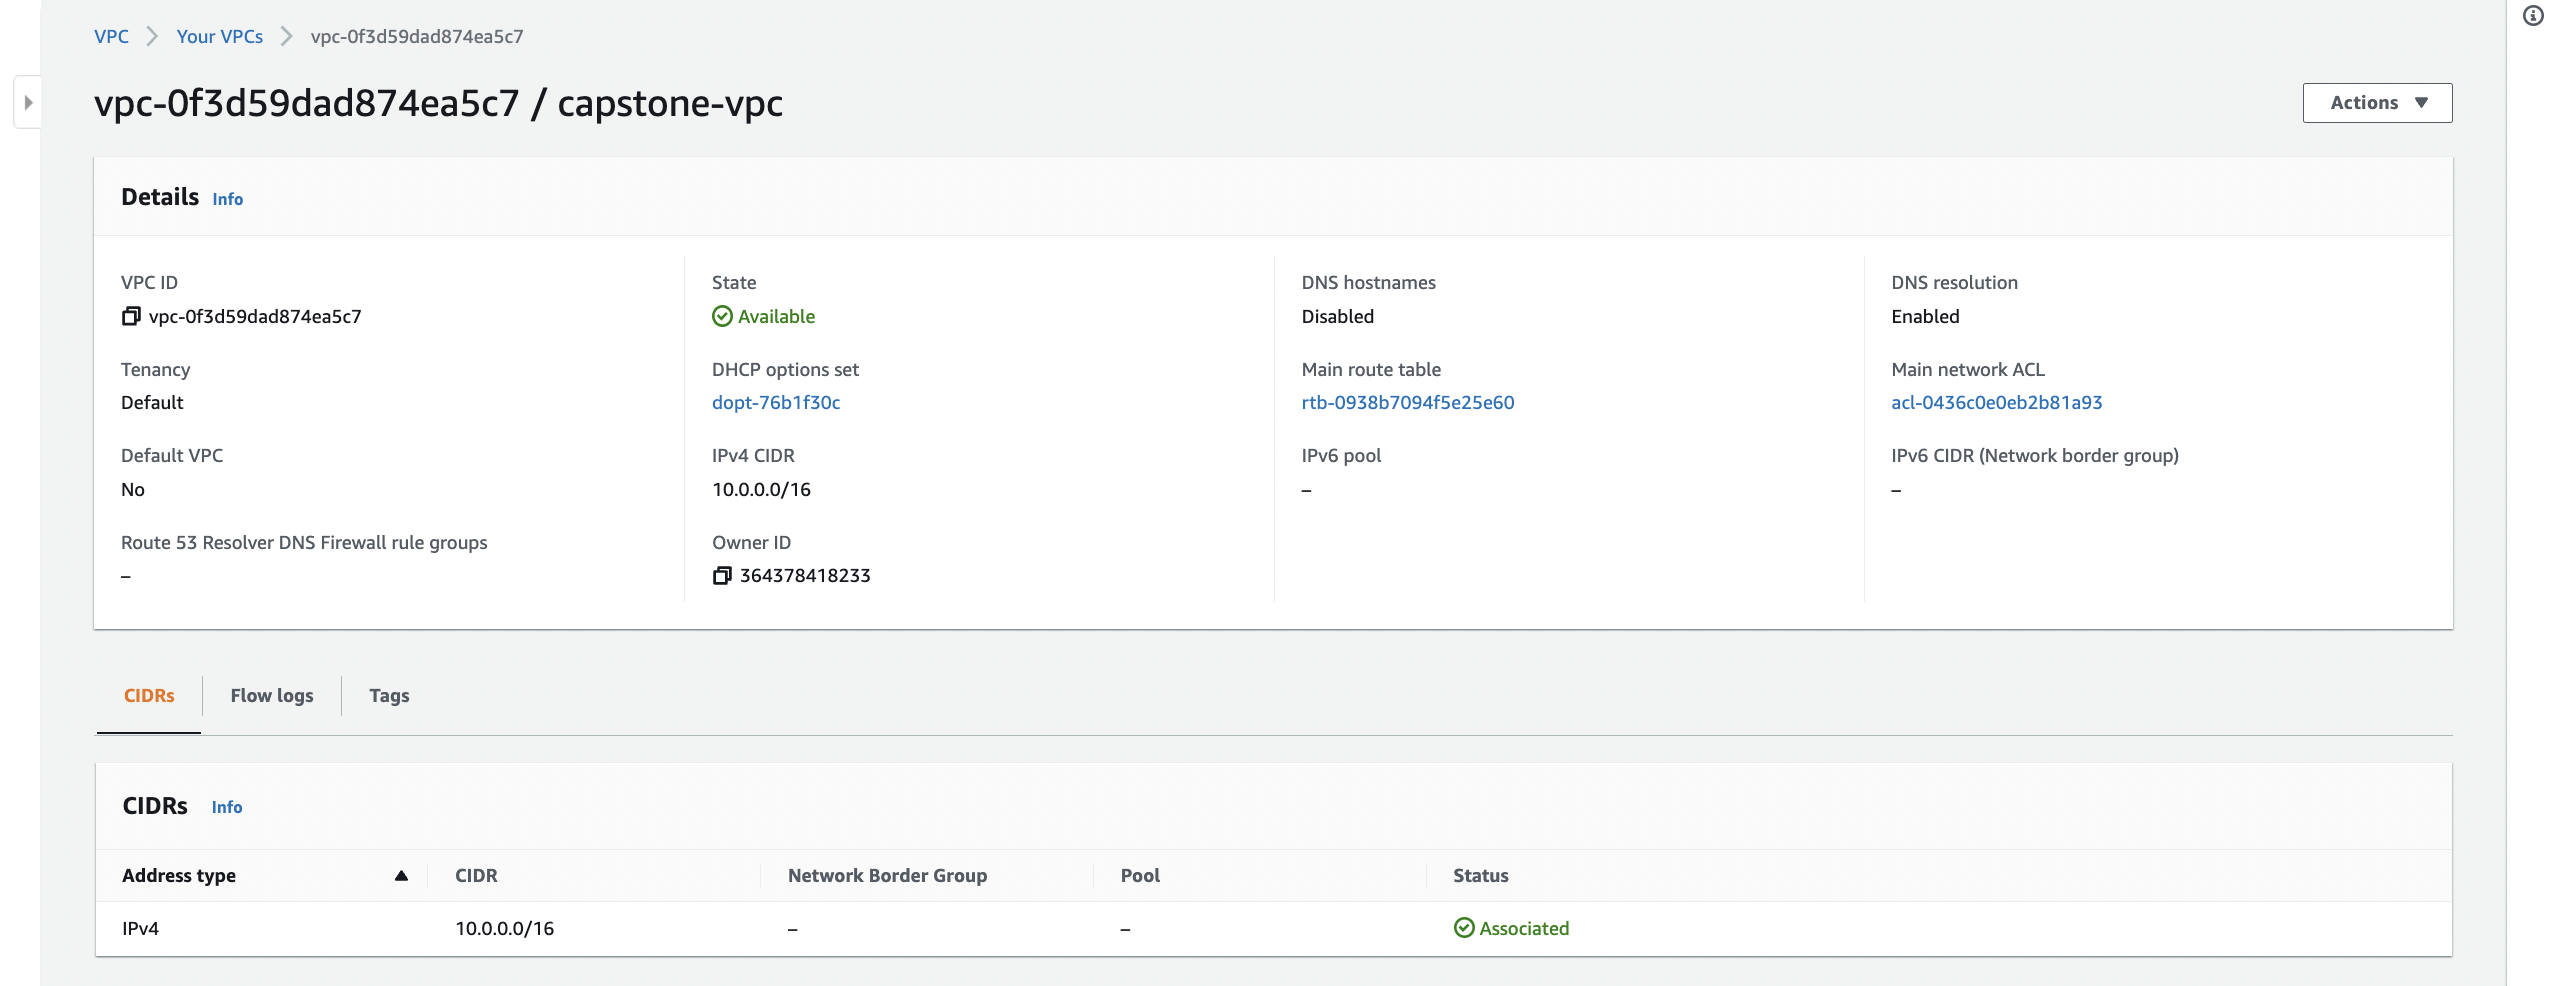 VPC > Your VPCs > vpc-0f3d59dad874ea5c7
vpc-0f3d59dad874ea5c7 / capstone-vpc
Actions
Details Info
VPC ID
vpc-0f3d59dad874ea5c7
State
Available
DNS hostnames
Disabled
DNS resolution
Enabled
Tenancy
Default
DHCP options set
dopt-76b1f30c
Main route table
rtb-0938b7094f5e25e60
Main network ACL
acl-0436c0e0eb2b81a93
Default VPC
No
IPv4 CIDR
10.0.0.0/16
IPv6 pool
–
IPv6 CIDR (Network border group)
–
Route 53 Resolver DNS Firewall rule groups
–
Owner ID
364378418233
CIDRs Flow logs Tags
CIDRs Info
Address type CIDR Network Border Group Pool Status
IPv4 10.0.0.0/16 – – Associated